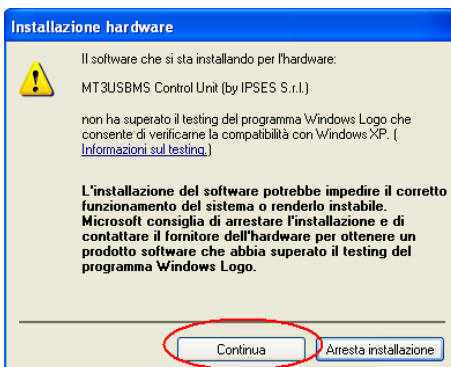 Installazione hardware
Il software che si sta installando per l'hardware:
MT3USBMS Control Unit (by IPSES S.r.l.)
non ha superato il testing del programma Windows Logo che
consente di verificarne la compatibilità con Windows XP. (
Informazioni sul testing.)
L'installazione del software potrebbe impedire il corretto
funzionamento del sistema o renderlo instabile.
Microsoft consiglia di arrestare l'installazione e di
contattare il fornitore dell'hardware per ottenere un
prodotto software che abbia superato il testing del
programma Windows Logo.
Continua
Arresta installazione